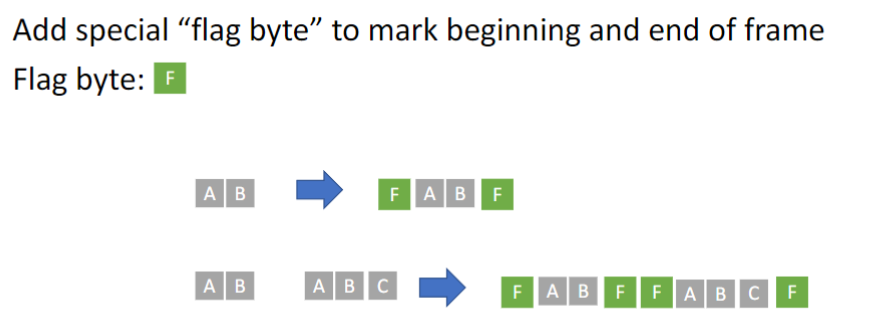 Add special “flag byte” to mark beginning and end of frame
Flag byte: F
A B F A B F
A B A B C F A B F F A B C F